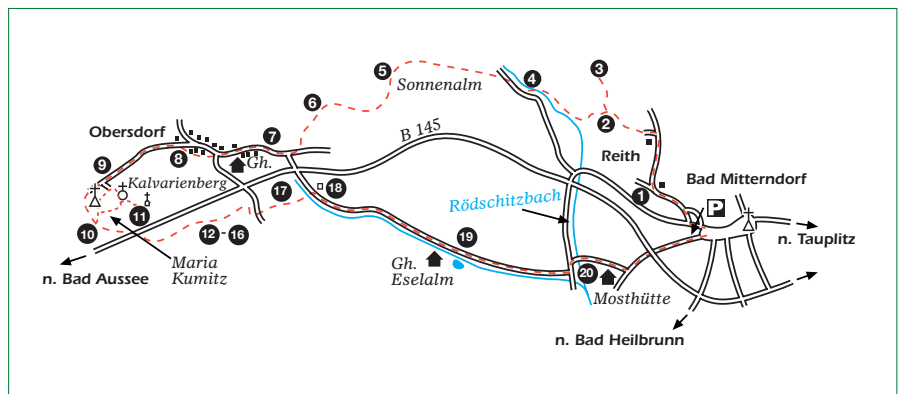 5
3
4
Sonnenalm
6
2
Obersdorf
B 145
7
8
Gh.
Reith
9
Kalvarienberg
Bad Mitterndorf
1
17
18
11
Rödschitzbach
P
10
12 - 16
19
n. Tauplitz
Maria
Kumitz
Gh.
Eselalm
20
n. Bad Aussee
Mosthütte
n. Bad Heilbrunn